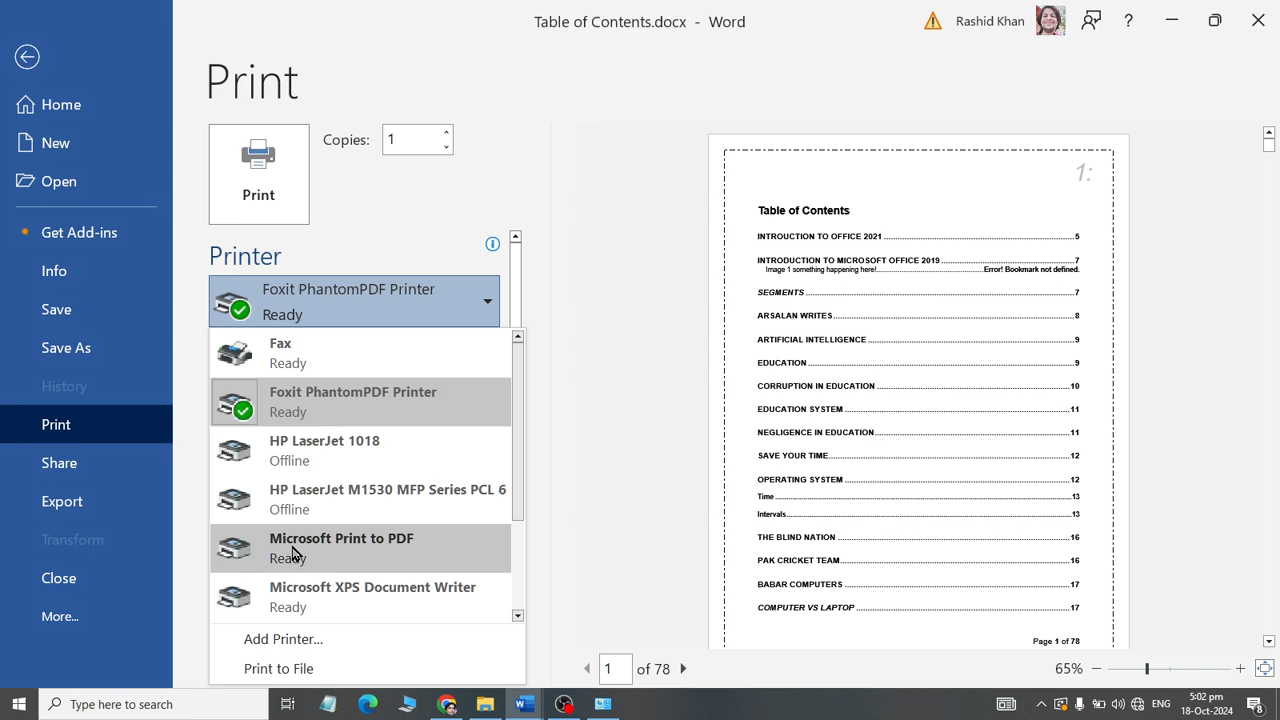 Table of Contents.docx - Word
Rashid Khan
?
Home
New
Open
Get Add-ins
Info
Save
Save As
History
Print
Share
Export
Transform
Close
More...
Print
Print
Copies: 1
Printer
Foxit PhantomPDF Printer
Ready
Fax
Ready
Foxit PhantomPDF Printer
Ready
HP LaserJet 1018
Offline
HP LaserJet M1530 MFP Series PCL 6
Offline
Microsoft Print to PDF
Ready
Microsoft XPS Document Writer
Ready
Add Printer...
Print to File
1:
Table of Contents
INTROUCTION TO OFFICE 2021 ... 5
INTRODUCTION TO MICROSOFT OFFICE 2019 ... 7
Image 1 something happening here! ... Error! Bookmark not defined.
SEGMENTS ... 7
ARSALAN WRITES ... 8
ARTIFICIAL INTELLIGENCE ... 9
EDUCATION ... 9
CORRUPTION IN EDUCATION ... 10
EDUCATION SYSTEM ... 11
NEGLIGENCE IN EDUCATION ... 11
SAVE YOUR TIME ... 12
OPERATING SYSTEM ... 12
Time ... 13
Intervals ... 13
THE BLIND NATION ... 16
PAK CRICKET TEAM ... 16
BABAR COMPUTERS ... 17
COMPUTER VS LAPTOP ... 17
Page 1 of 78
1 of 78
65%
Type here to search
ENG
5:02 pm
18-Oct-2024
8